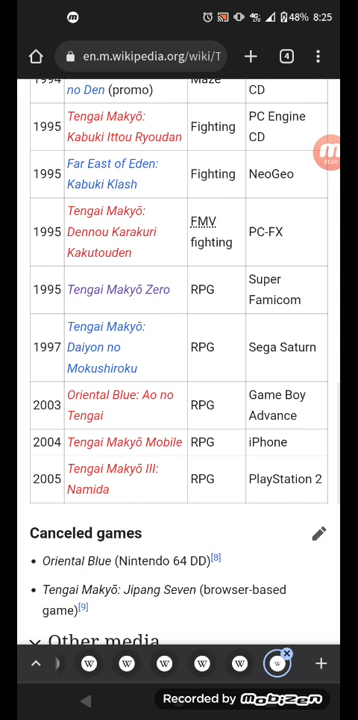 48% 8:25
en.m.wikipedia.org/wiki/T
4
1994 no Den (promo) Maze CD
1995 Tengai Makyō: Kabuki Ittou Ryoudan Fighting PC Engine CD
1995 Far East of Eden: Kabuki Klash Fighting NeoGeo
1995 Tengai Makyō: Dennou Karakuri Kakutouden FMV fighting PC-FX
1995 Tengai Makyō Zero RPG Super Famicom
1997 Tengai Makyō: Daiyon no Mokushiroku RPG Sega Saturn
2003 Oriental Blue: Ao no Tengai RPG Game Boy Advance
2004 Tengai Makyō Mobile RPG iPhone
2005 Tengai Makyō III: Namida RPG PlayStation 2
Canceled games
• Oriental Blue (Nintendo 64 DD)[8]
• Tengai Makyō: Jipang Seven (browser-based
game)[9]
Other media
W W W W W W
Recorded by mobizen